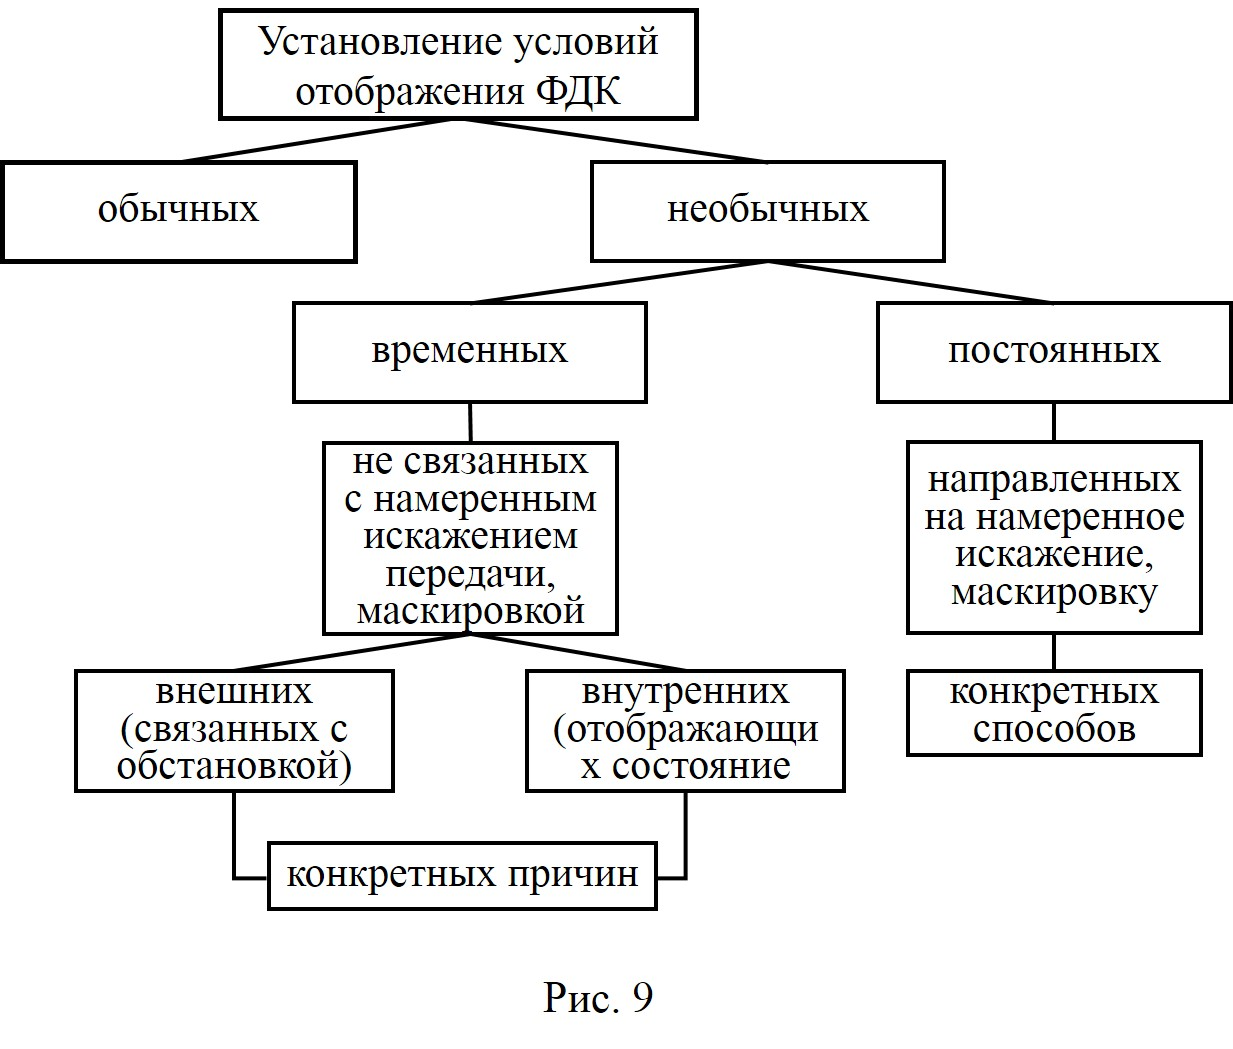 Установление условий
отображения ФДК
обычных
необычных
временных
постоянных
не связанных
с намеренным
искажением
передачи,
маскировкой
направленных
на намеренное
искажение,
маскировку
внешних
(связанных с
обстановкой)
внутренних
(отображающи
х состояние
конкретных
способов
конкретных причин
Рис. 9